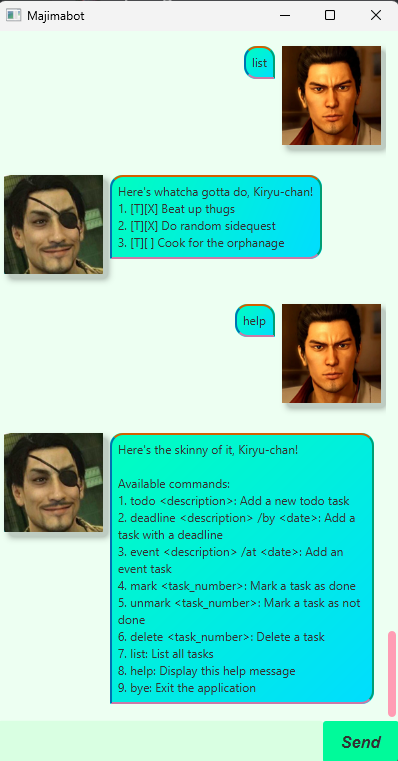 Majimabot
list
Here's whatcha gotta do, Kiryu-chan!
1. [T][X] Beat up thugs
2. [T][X] Do random sidequest
3. [T][ ] Cook for the orphanage
help
Here's the skinny of it, Kiryu-chan!
Available commands:
1. todo <description>: Add a new todo task
2. deadline <description> /by <date>: Add a
task with a deadline
3. event <description> /at <date>: Add an
event task
4. mark <task_number>: Mark a task as done
5. unmark <task_number>: Mark a task as not
done
6. delete <task_number>: Delete a task
7. list: List all tasks
8. help: Display this help message
9. bye: Exit the application
Send